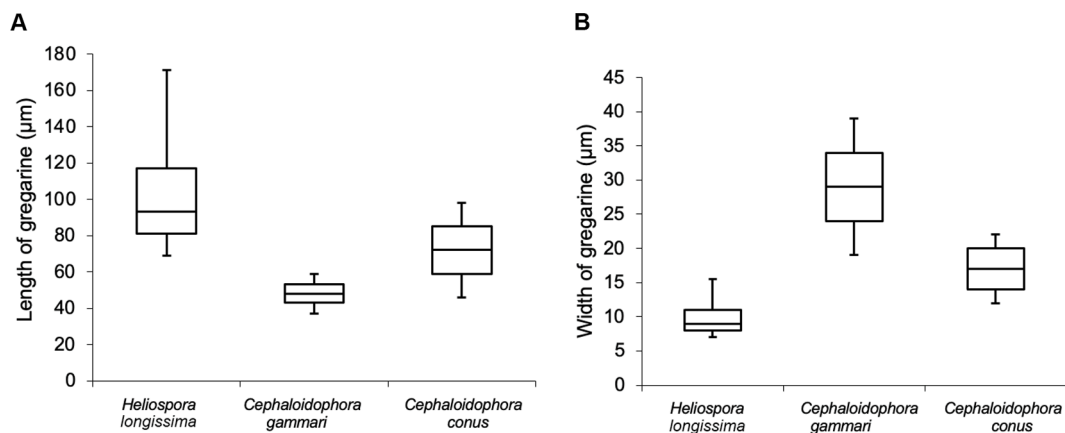 A
Length of gregarine (µm)
180
160
140
120
100
80
60
40
20
0
Heliospora Cephaloidophora Cephaloidophora
longissima gammari conus
B
Width of gregarine (µm)
45
40
35
30
25
20
15
10
5
0
Heliospora Cephaloidophora Cephaloidophora
longissima gammari conus